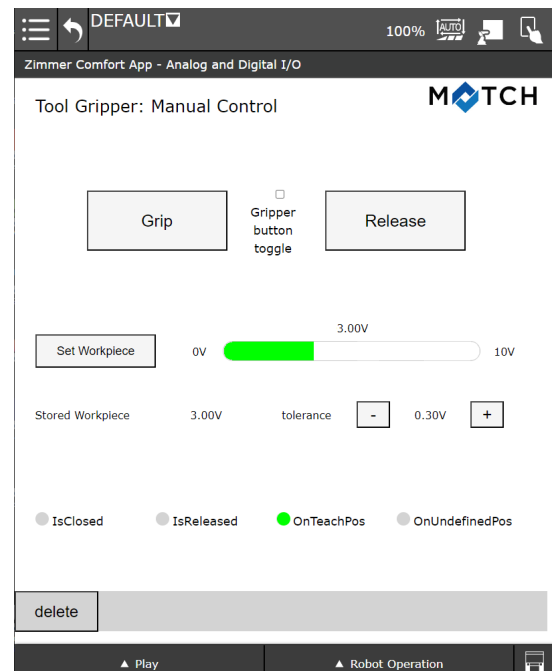 DEFAULT
100% AUTO
Zimmer Comfort App - Analog and Digital I/O
Tool Gripper: Manual Control
MATCH
Grip
Gripper
button
toggle
Release
3.00V
Set Workpiece 0V 10V
Stored Workpiece 3.00V tolerance - 0.30V +
IsClosed IsReleased OnTeachPos OnUndefinedPos
delete
▲ Play ▲ Robot Operation